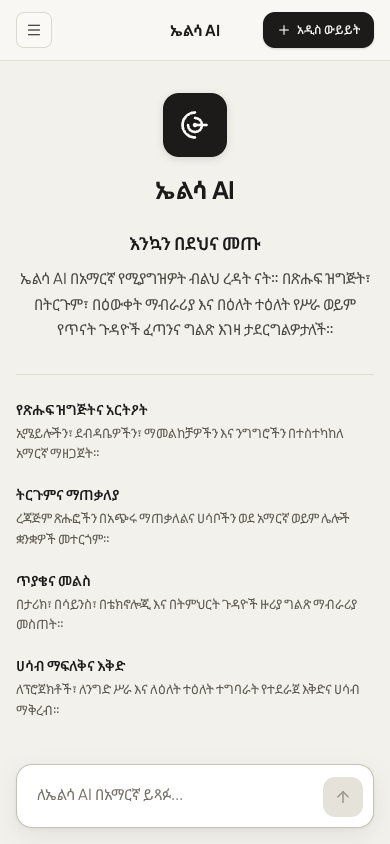 ኤልሳ AI
አዲስ ውይይት
ኤልሳ AI
እንኳን በደህና መጡ
ኤልሳ AI በአማርኛ የሚያግዝዎት ብልህ ረዳት ናት። በጽሑፍ ዝግጅት፣
በትርጉም፣ በዕውቀት ማብራሪያ እና በዕለት ተዕለት የሥራ ወይም
የጥናት ጉዳዮች ፈጣንና ግልጽ እገዛ ታደርግልዎታለች።
የጽሑፍ ዝግጅትና አርትዖት
ኢሜይሎችን፣ ደብዳቤዎችን፣ ማመልከቻዎችን እና ንግግሮችን በተስተካከለ
አማርኛ ማዘጋጀት።
ትርጉምና ማጠቃለያ
ረጃጅም ጽሑፎችን በአጭሩ ማጠቃለልና ሀሳቦችን ወደ አማርኛ ወይም ሌሎች
ቋንቋዎች መተርጎም።
ጥያቄና መልስ
በታሪክ፣ በሳይንስ፣ በቴክኖሎጂ እና በትምህርት ጉዳዮች ዙሪያ ግልጽ ማብራሪያ
መስጠት።
ሀሳብ ማፍለቅና እቅድ
ለፕሮጀክቶች፣ ለንግድ ሥራ እና ለዕለት ተዕለት ተግባራት የተደራጀ እቅድና ሀሳብ
ማቅረብ።
ለኤልሳ AI በአማርኛ ይጻፉ...